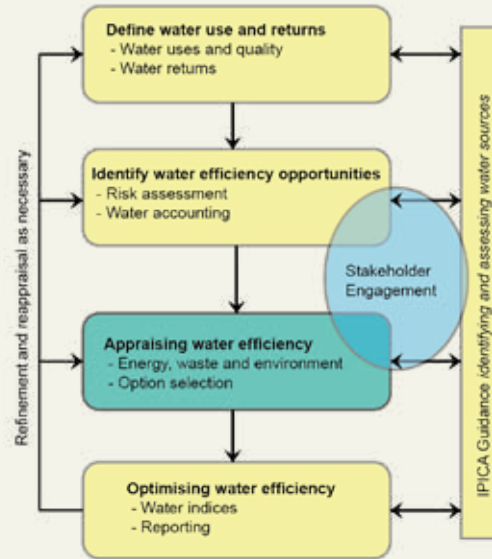 Define water use and returns
- Water uses and quality
- Water returns
Identify water efficiency opportunities
- Risk assessment
- Water accounting
Stakeholder
Engagement
Appraising water efficiency
- Energy, waste and environment
- Option selection
Optimising water efficiency
- Water indices
- Reporting
Refinement and reappraisal as necessary
IPICA Guidance identifying and assessing water sources